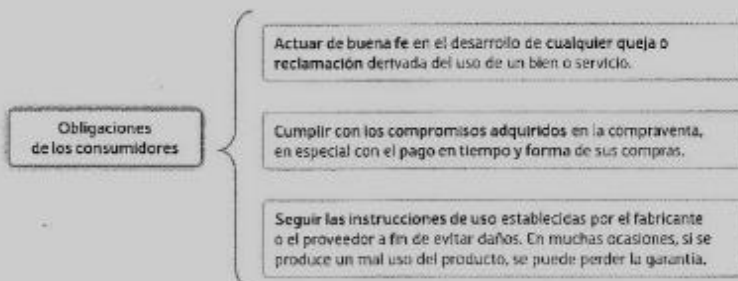 Obligaciones
de los consumidores
Actuar de buena fe en el desarrollo de cualquier queja o
reclamación derivada del uso de un bien o servicio.
Cumplir con los compromisos adquiridos en la compraventa,
en especial con el pago en tiempo y forma de sus compras.
Seguir las instrucciones de uso establecidas por el fabricante
o el proveedor a fin de evitar daños. En muchas ocasiones, si se
produce un mal uso del producto, se puede perder la garantía.